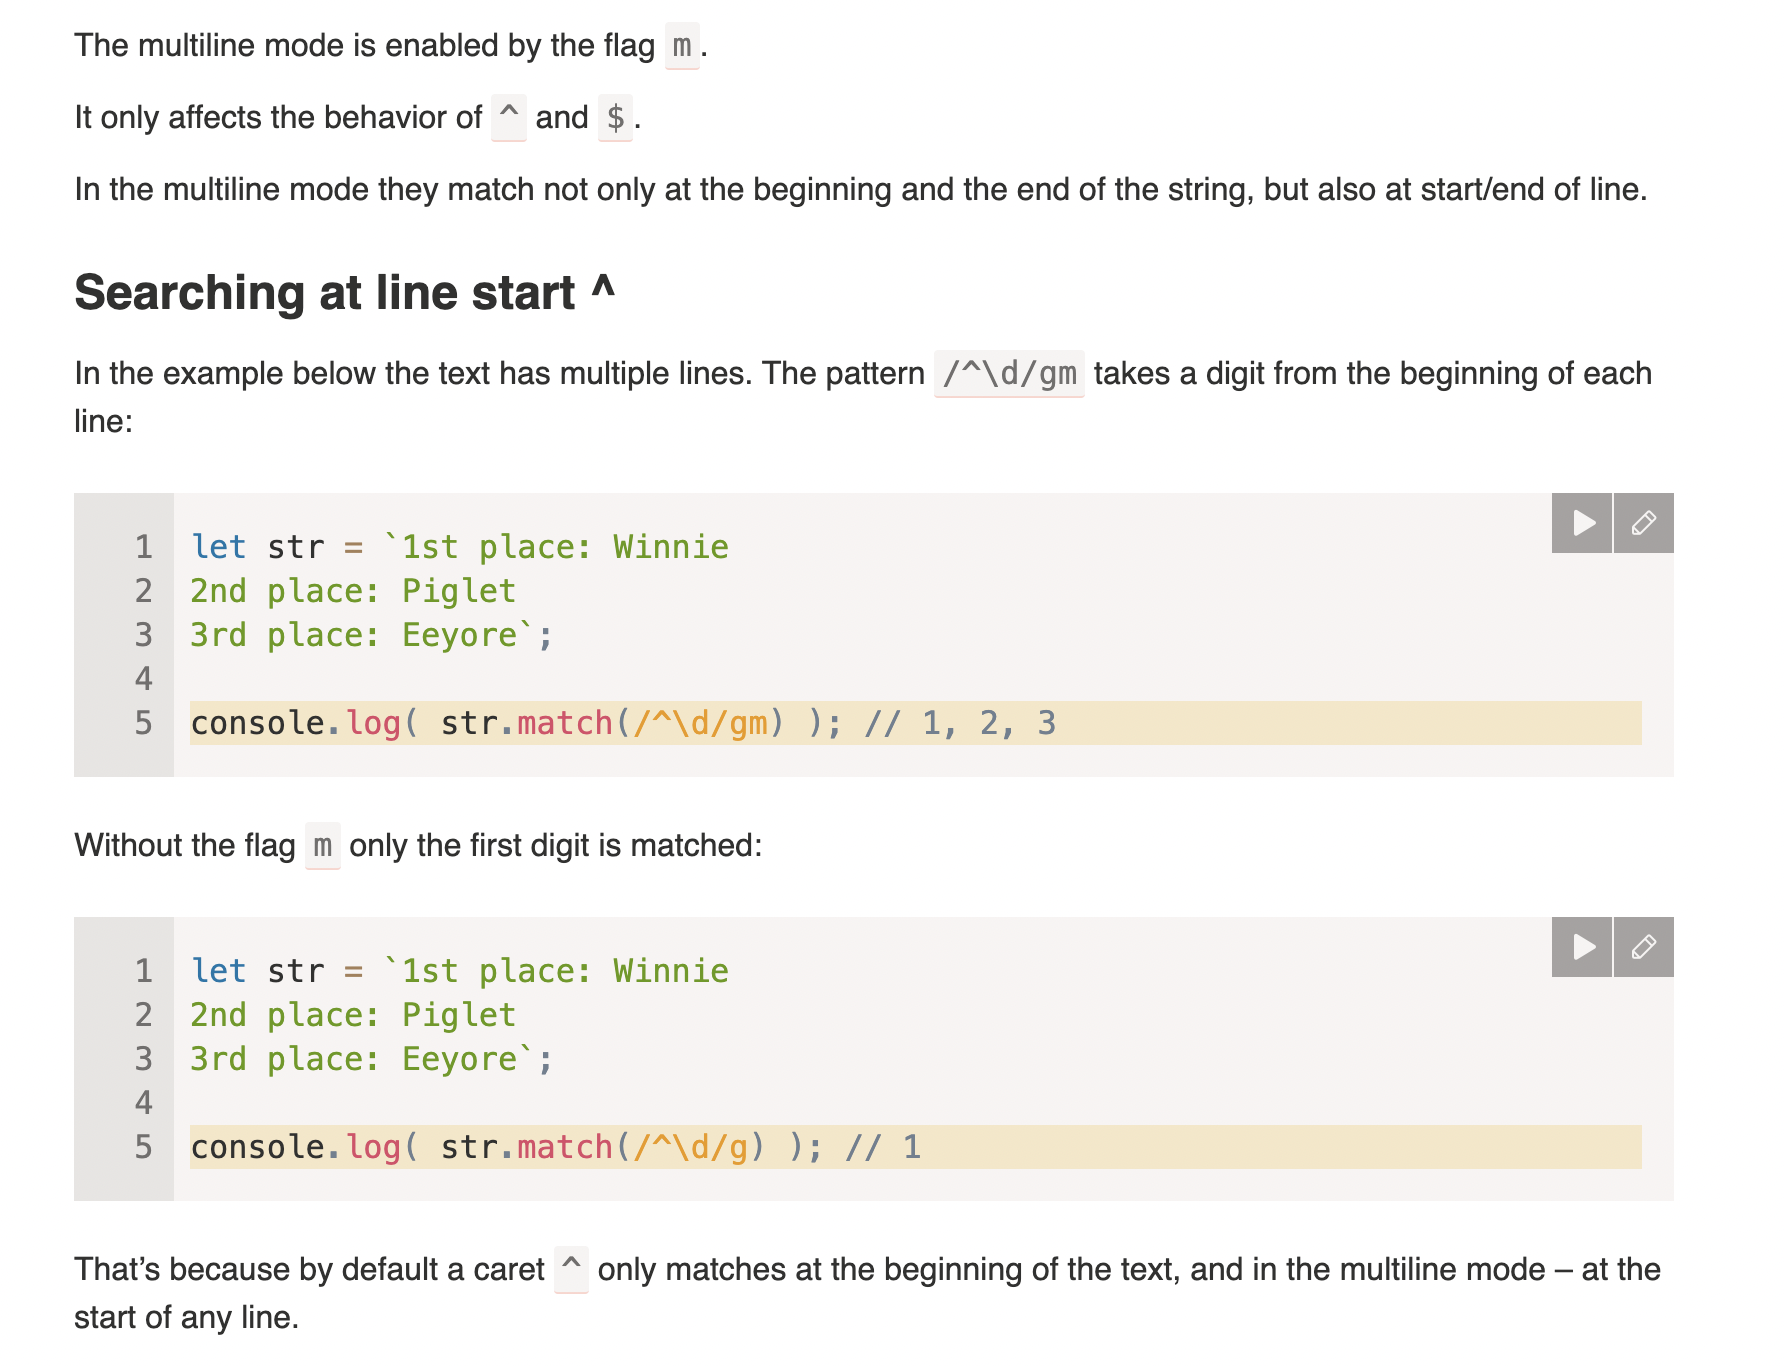 The multiline mode is enabled by the flag m.
It only affects the behavior of ^ and $.
In the multiline mode they match not only at the beginning and the end of the string, but also at start/end of line.
Searching at line start ^
In the example below the text has multiple lines. The pattern /^\d/gm takes a digit from the beginning of each
line:
1 let str = `1st place: Winnie
2 2nd place: Piglet
3 3rd place: Eeyore`;
4
5 console.log( str.match(/^\d/gm) ); // 1, 2, 3
Without the flag m only the first digit is matched:
1 let str = `1st place: Winnie
2 2nd place: Piglet
3 3rd place: Eeyore`;
4
5 console.log( str.match(/^\d/g) ); // 1
That’s because by default a caret ^ only matches at the beginning of the text, and in the multiline mode – at the
start of any line.